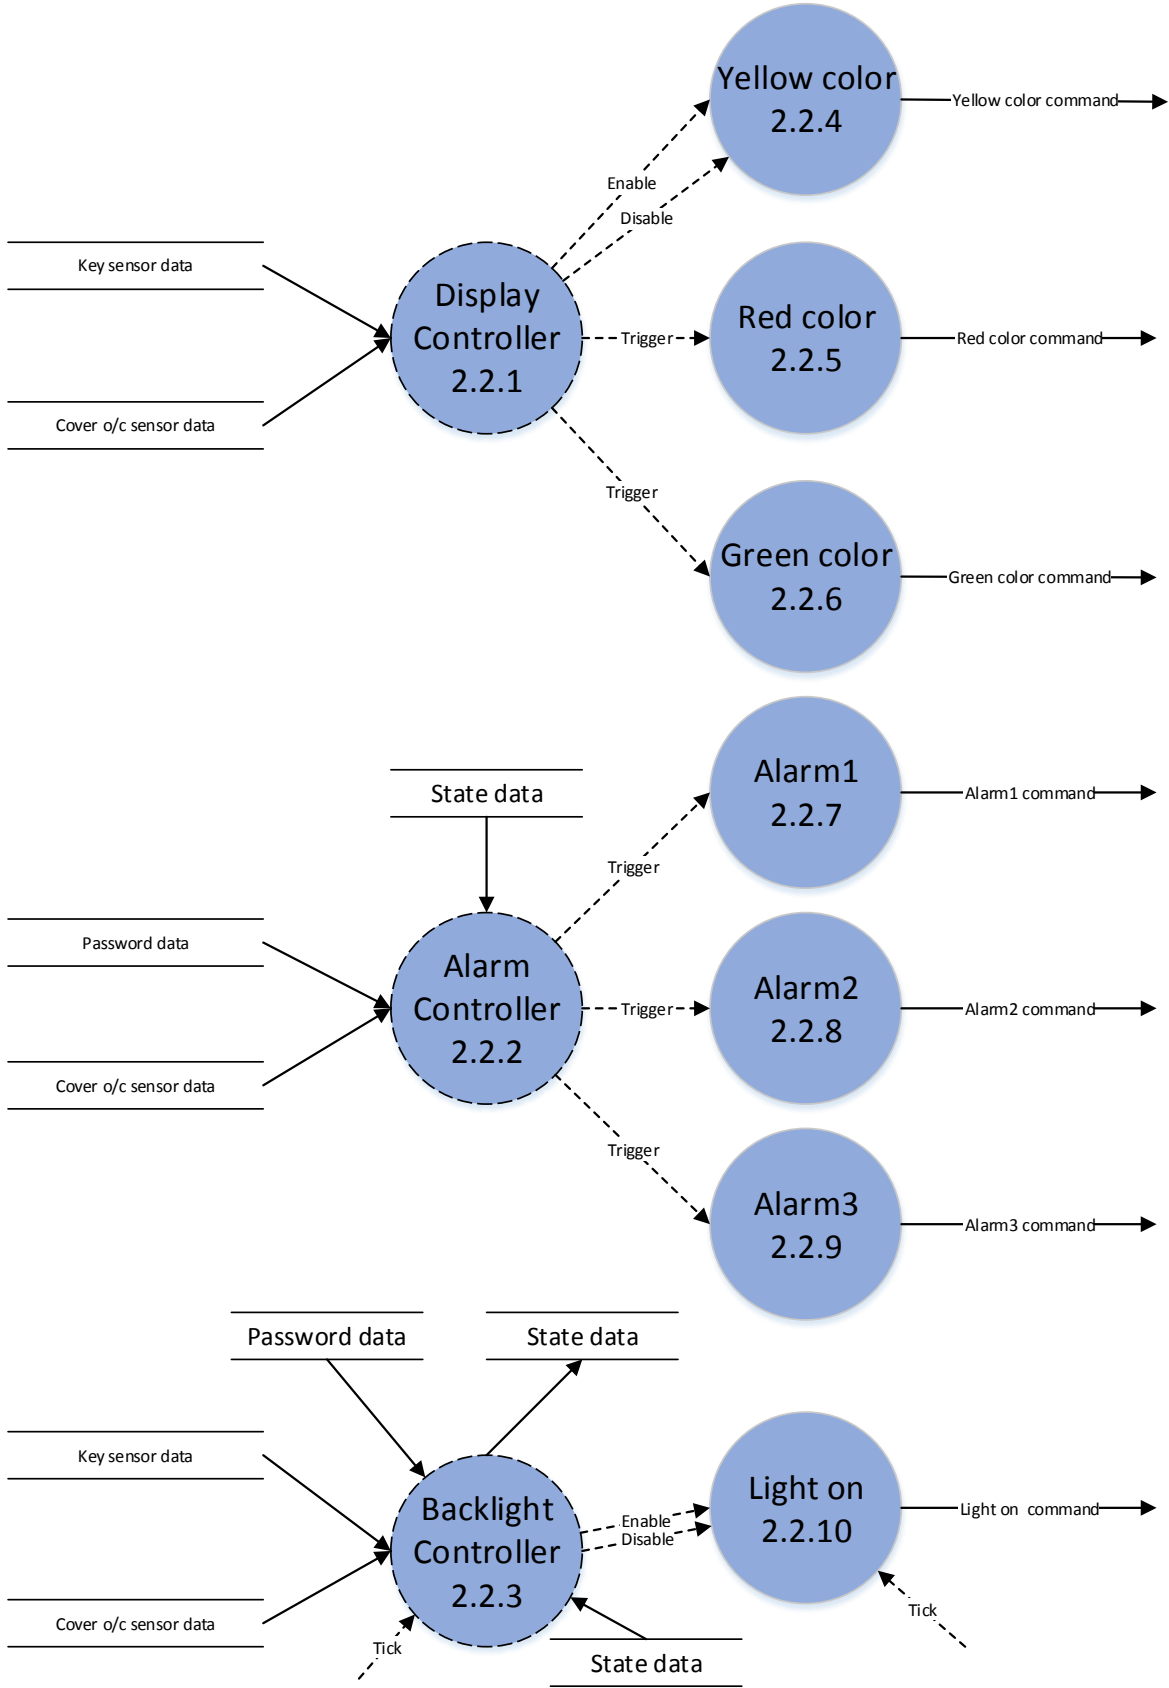 Yellow color
2.2.4
Yellow color command
Enable
Disable
Key sensor data
Display
Controller
2.2.1
Cover o/c sensor data
Trigger
Red color
2.2.5
Red color command
Trigger
Green color
2.2.6
Green color command
State data
Alarm1
2.2.7
Alarm1 command
Trigger
Password data
Alarm
Controller
2.2.2
Cover o/c sensor data
Trigger
Alarm2
2.2.8
Alarm2 command
Trigger
Alarm3
2.2.9
Alarm3 command
Password data
State data
Key sensor data
Backlight
Controller
2.2.3
Cover o/c sensor data
Enable
Disable
Light on
2.2.10
Light on  command
Tick
Tick
State data